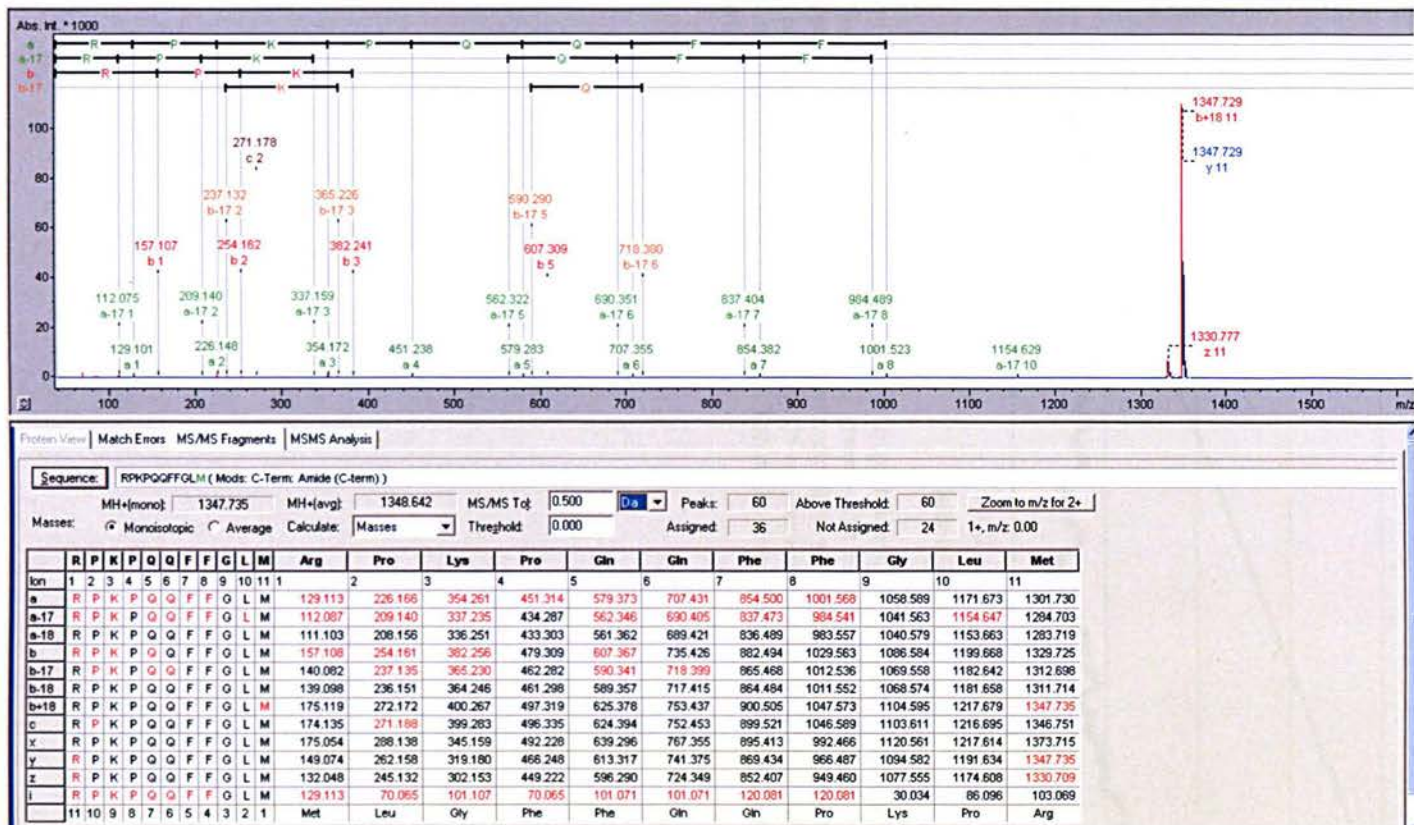 Abs. Int. * 1000
a R P K P Q Q F F
a-17 R P K Q F F
b R P K
b-17 K Q
1347.729
b+18 11
1347.729
y 11
271.178
c 2
237.132
b-17 2
365.226
b-17 3
590.290
b-17 5
157.107
b 1
254.162
b 2
382.241
b 3
607.309
b 5
718.380
b-17 6
112.075
a-17 1
209.140
a-17 2
337.159
a-17 3
562.322
a-17 5
690.351
a-17 6
837.404
a-17 7
984.489
a-17 8
1330.777
z 11
129.101
a 1
226.148
a 2
354.172
a 3
451.238
a 4
579.283
a 5
707.355
a 6
854.382
a 7
1001.523
a 8
1154.629
a-17 10
100
80
60
40
20
0
100 200 300 400 500 600 700 800 900 1000 1100 1200 1300 1400 1500 m/z
Protein View Match Errors MS/MS Fragments MSMS Analysis
Sequence: RPKPQQFFGLM ( Mods: C-Term: Amide (C-term) )
MH+(mono): 1347.735 MH+(avg): 1348.642 MS/MS Tol: 0.500 Da Peaks: 60 Above Threshold: 60 Zoom to m/z for 2+
Masses: Monoisotopic Average Calculate: Masses Threshold: 0.000 Assigned: 36 Not Assigned: 24 1+, m/z: 0.00
R P K P Q Q F F G L M Arg Pro Lys Pro Gln Gln Phe Phe Gly Leu Met
Ion 1 2 3 4 5 6 7 8 9 10 11 1 2 3 4 5 6 7 8 9 10 11
a R P K P Q Q F F G L M 129.113 226.166 354.261 451.314 579.373 707.431 854.500 1001.568 1058.589 1171.673 1301.730
a-17 R P K P Q Q F F G L M 112.087 209.140 337.235 434.287 562.346 690.405 837.473 984.541 1041.563 1154.647 1284.703
a-18 R P K P Q Q F F G L M 111.103 208.156 336.251 433.303 561.362 689.421 836.489 983.557 1040.579 1153.663 1283.719
b R P K P Q Q F F G L M 157.108 254.161 382.256 479.309 607.367 735.426 882.494 1029.563 1086.584 1199.668 1329.725
b-17 R P K P Q Q F F G L M 140.082 237.135 365.230 462.282 590.341 718.399 865.468 1012.536 1069.558 1182.642 1312.698
b-18 R P K P Q Q F F G L M 139.098 236.151 364.246 461.298 589.357 717.415 864.484 1011.552 1068.574 1181.658 1311.714
b+18 R P K P Q Q F F G L M 175.119 272.172 400.267 497.319 625.378 753.437 900.505 1047.573 1104.595 1217.679 1347.735
c R P K P Q Q F F G L M 174.135 271.188 399.283 496.335 624.394 752.453 899.521 1046.589 1103.611 1216.695 1346.751
x R P K P Q Q F F G L M 175.054 288.138 345.159 492.228 639.296 767.355 895.413 992.466 1120.561 1217.614 1373.715
y R P K P Q Q F F G L M 149.074 262.158 319.180 466.248 613.317 741.375 869.434 966.487 1094.582 1191.634 1347.735
z R P K P Q Q F F G L M 132.048 245.132 302.153 449.222 596.290 724.349 852.407 949.460 1077.555 1174.608 1330.709
i R P K P Q Q F F G L M 129.113 70.065 101.107 70.065 101.071 101.071 120.081 120.081 30.034 86.096 103.069
11 10 9 8 7 6 5 4 3 2 1 Met Leu Gly Phe Phe Gln Gln Pro Lys Pro Arg